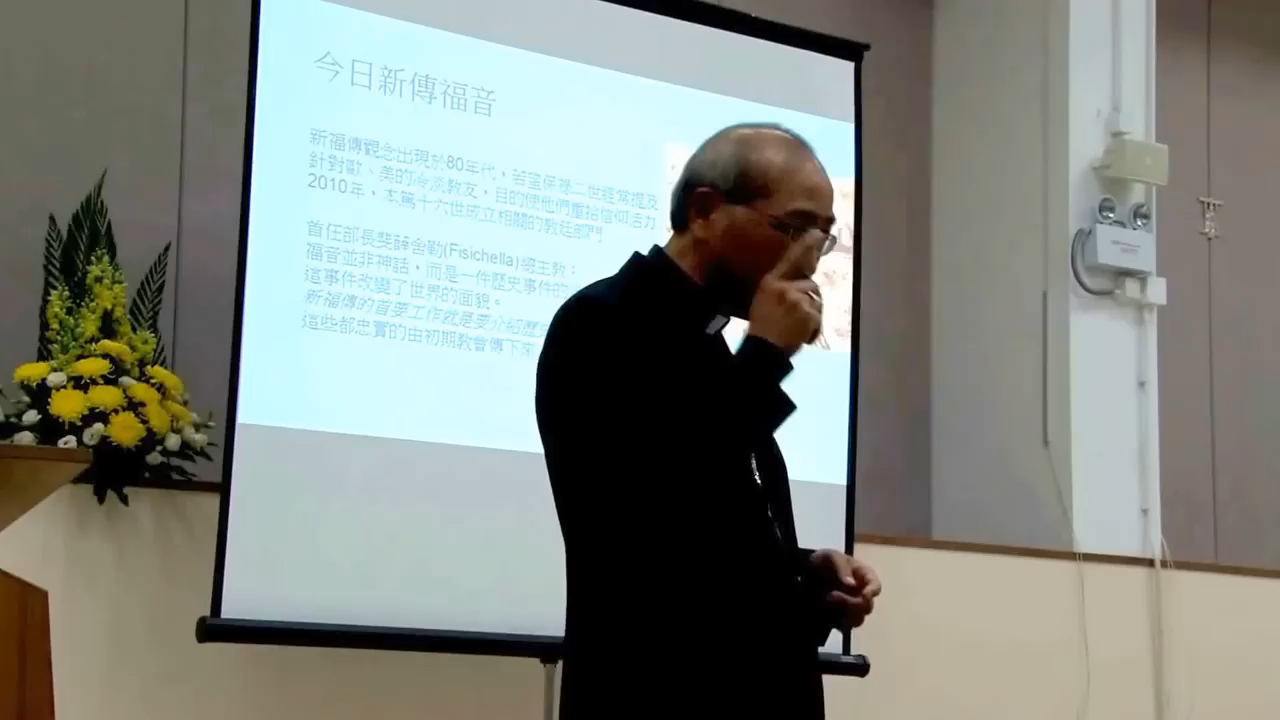 今日新傳福音
新福傳觀念出現於80年代，若望保祿二世經常提及
針對歐、美的冷淡教友，目的使他們重拾信仰活力
2010年，本篤十六世成立相關的教廷部門
首任部長斐薛舍勒(Fisichella)總主教：
福音並非神話，而是一件歷史事件的
這事件改變了世界的面貌。
新福傳的首要工作就是要介紹歷史
這些都忠實的由初期教會傳下來